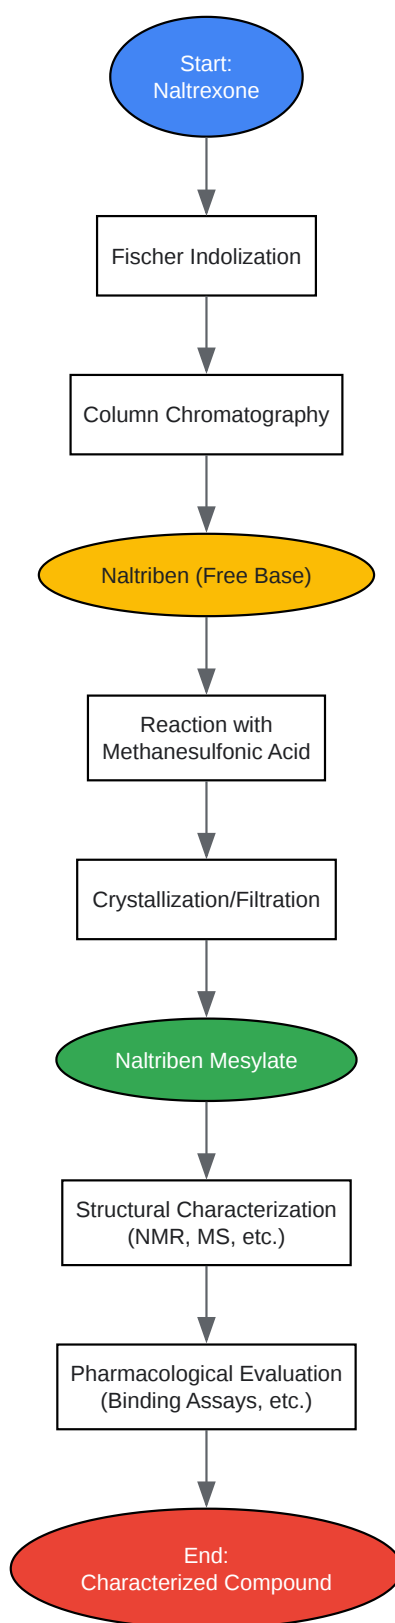 Start:
Naltrexone
Fischer Indolization
Column Chromatography
Naltriben (Free Base)
Reaction with
Methanesulfonic Acid
Crystallization/Filtration
Naltriben Mesylate
Structural Characterization
(NMR, MS, etc.)
Pharmacological Evaluation
(Binding Assays, etc.)
End:
Characterized Compound